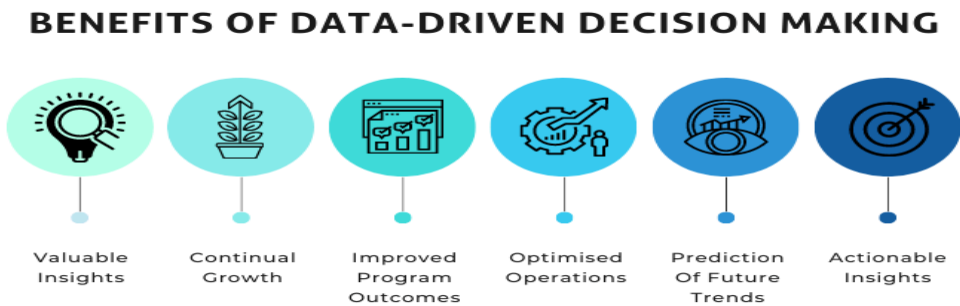 BENEFITS OF DATA-DRIVEN DECISION MAKING
Valuable
Insights
Continual
Growth
Improved
Program
Outcomes
Optimised
Operations
Prediction
Of Future
Trends
Actionable
Insights